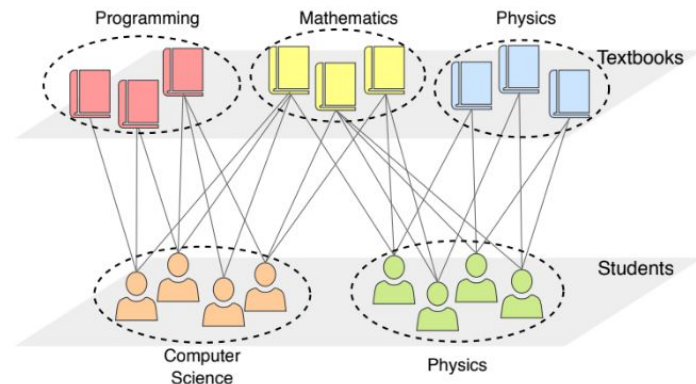 Programming
Mathematics
Physics
Textbooks
Students
Computer
Science
Physics